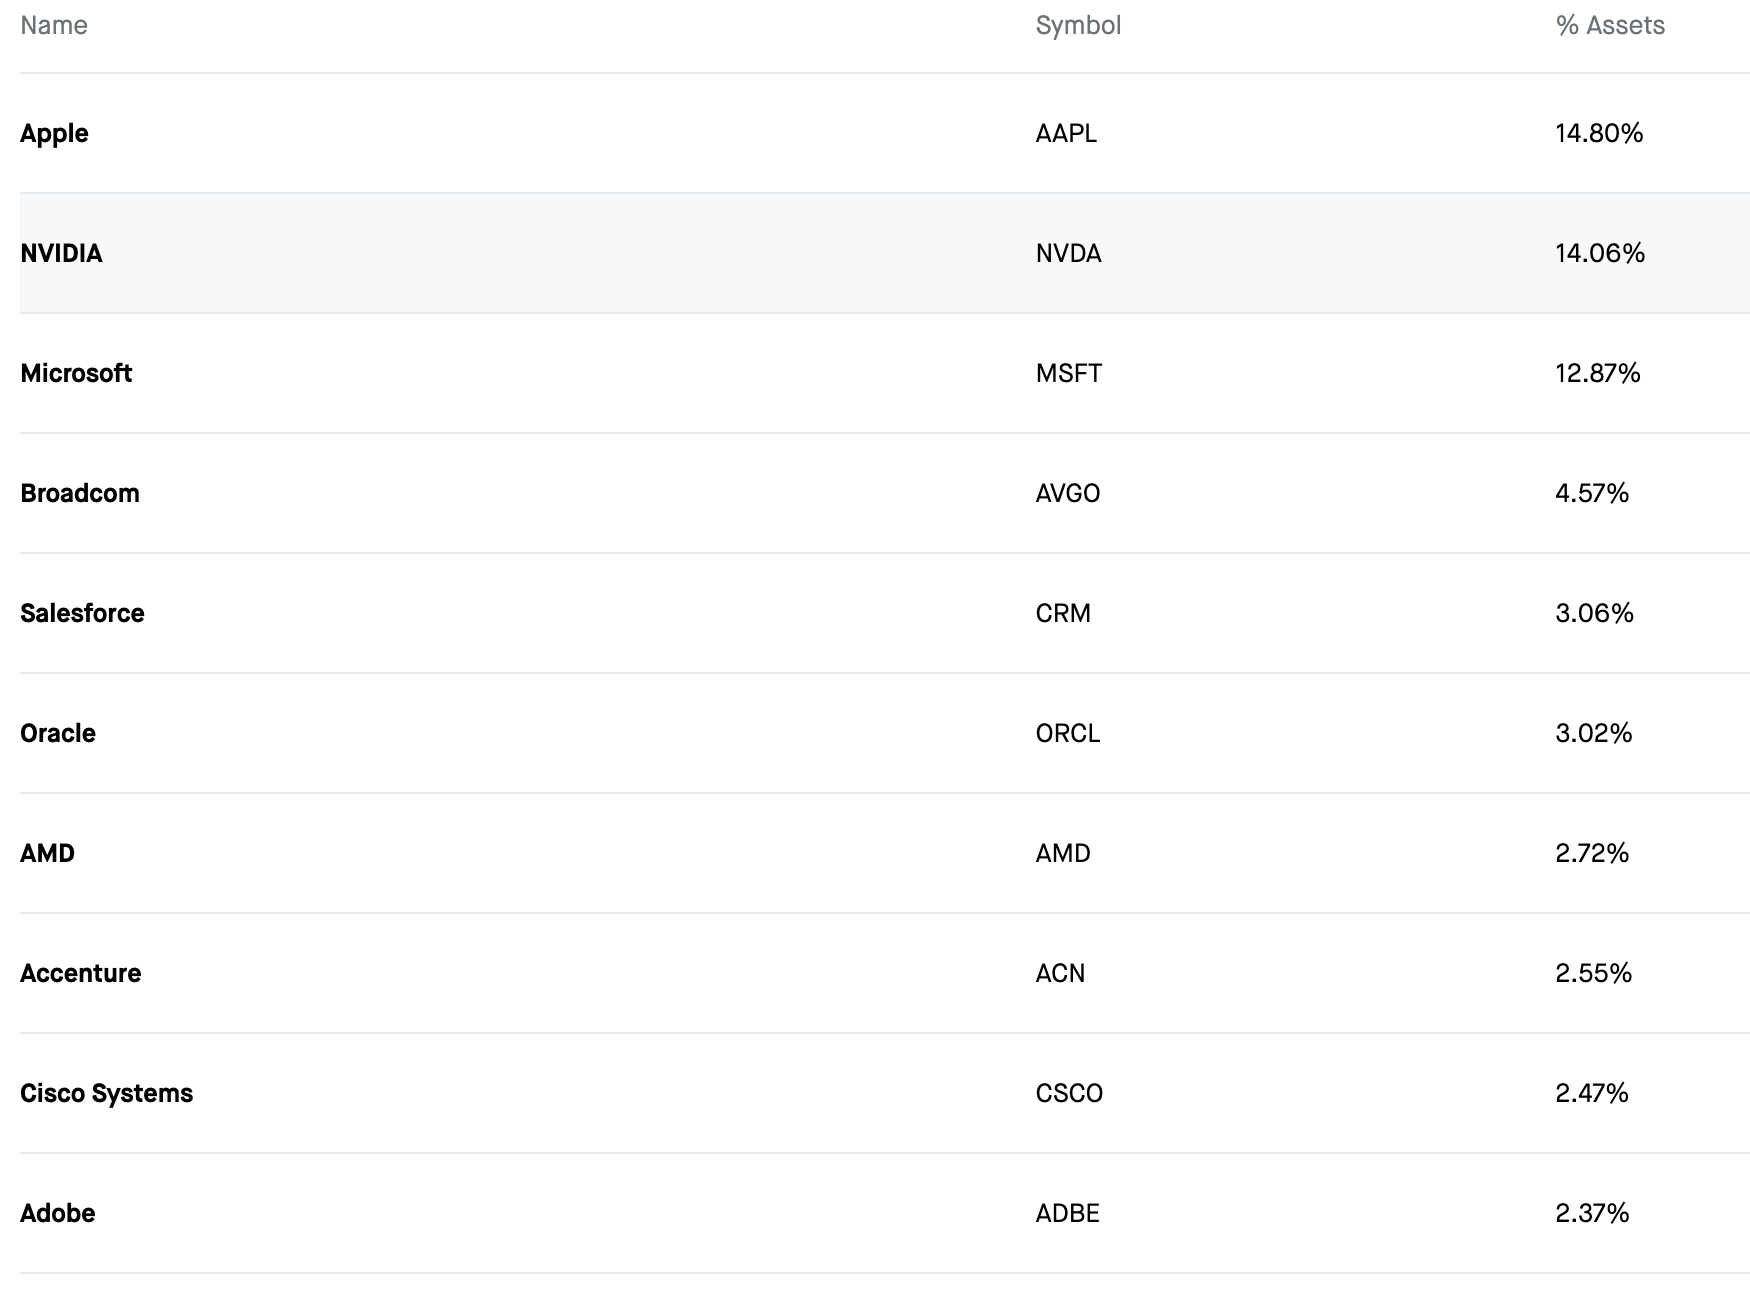 Name Symbol % Assets
Apple AAPL 14.80%
NVIDIA NVDA 14.06%
Microsoft MSFT 12.87%
Broadcom AVGO 4.57%
Salesforce CRM 3.06%
Oracle ORCL 3.02%
AMD AMD 2.72%
Accenture ACN 2.55%
Cisco Systems CSCO 2.47%
Adobe ADBE 2.37%